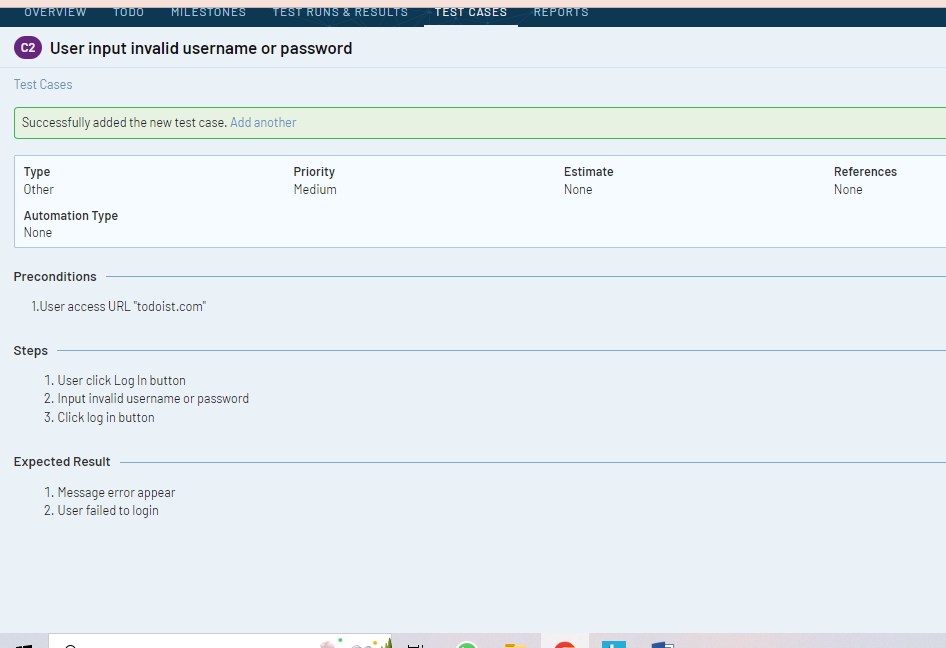 OVERVIEW TODO MILESTONES TEST RUNS & RESULTS TEST CASES REPORTS
C2 User input invalid username or password
Test Cases
Successfully added the new test case. Add another
Type Priority Estimate References
Other Medium None None
Automation Type
None
Preconditions
1.User access URL "todoist.com"
Steps
1. User click Log In button
2. Input invalid username or password
3. Click log in button
Expected Result
1. Message error appear
2. User failed to login